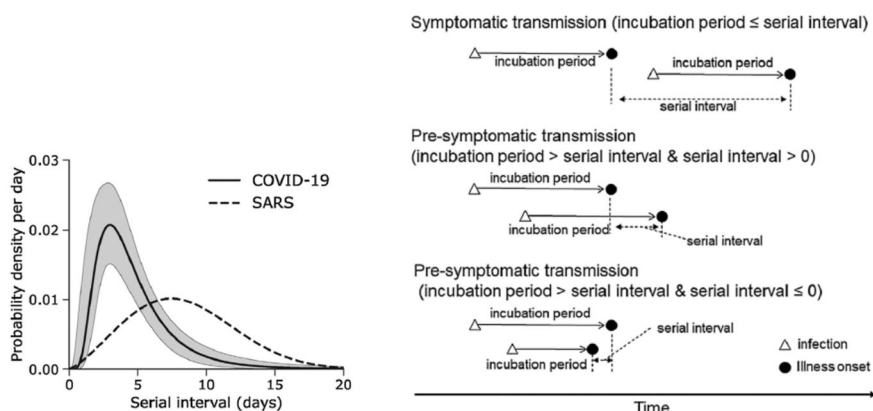 0.03
0.02
0.01
0.00
Probability density per day
COVID-19
SARS
0 5 10 15 20
Serial interval (days)
Symptomatic transmission (incubation period ≤ serial interval)
incubation period
incubation period
serial interval
Pre-symptomatic transmission
(incubation period > serial interval & serial interval > 0)
incubation period
incubation period
serial interval
Pre-symptomatic transmission
(incubation period > serial interval & serial interval ≤ 0)
incubation period
serial interval
incubation period
infection
Illness onset
Time